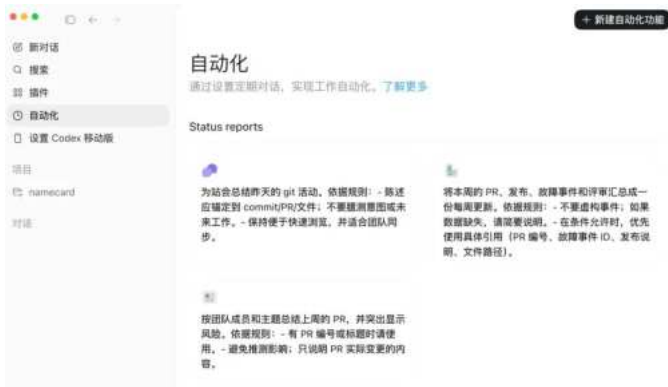 + 新建自动化功能
新对话
搜索
插件
自动化
设置 Codex 移动版
项目
namecard
对话
自动化
通过设置定期对话，实现工作自动化。了解更多
Status reports
为站会总结昨天的 git 活动。依据规则：- 陈述
应锚定到 commit/PR/文件；不要臆测意图或未
来工作。- 保持便于快速浏览，并适合团队同
步。
将本周的 PR、发布、故障事件和评审汇总成一
份每周更新。依据规则：- 不要虚构事件；如果
数据缺失，请简要说明。- 在条件允许时，优先
使用具体引用（PR 编号、故障事件 ID、发布说
明、文件路径）。
按团队成员和主题总结上周的 PR，并突出显示
风险。依据规则：- 有 PR 编号或标题时请使
用。- 避免推测影响；只说明 PR 实际变更的内
容。